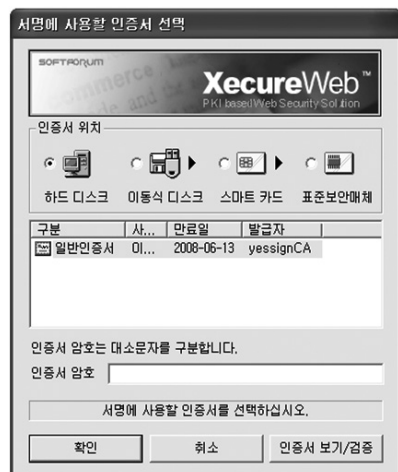 서명에 사용할 인증서 선택
SOFTFORUM
XecureWeb™
PKI based Web Security Solution
인증서 위치
하드 디스크 이동식 디스크 스마트 카드 표준보안매체
구분 사... 만료일 발급자
일반인증서 이... 2008-06-13 yessignCA
인증서 암호는 대소문자를 구분합니다.
인증서 암호
서명에 사용할 인증서를 선택하십시오.
확인 취소 인증서 보기/검증